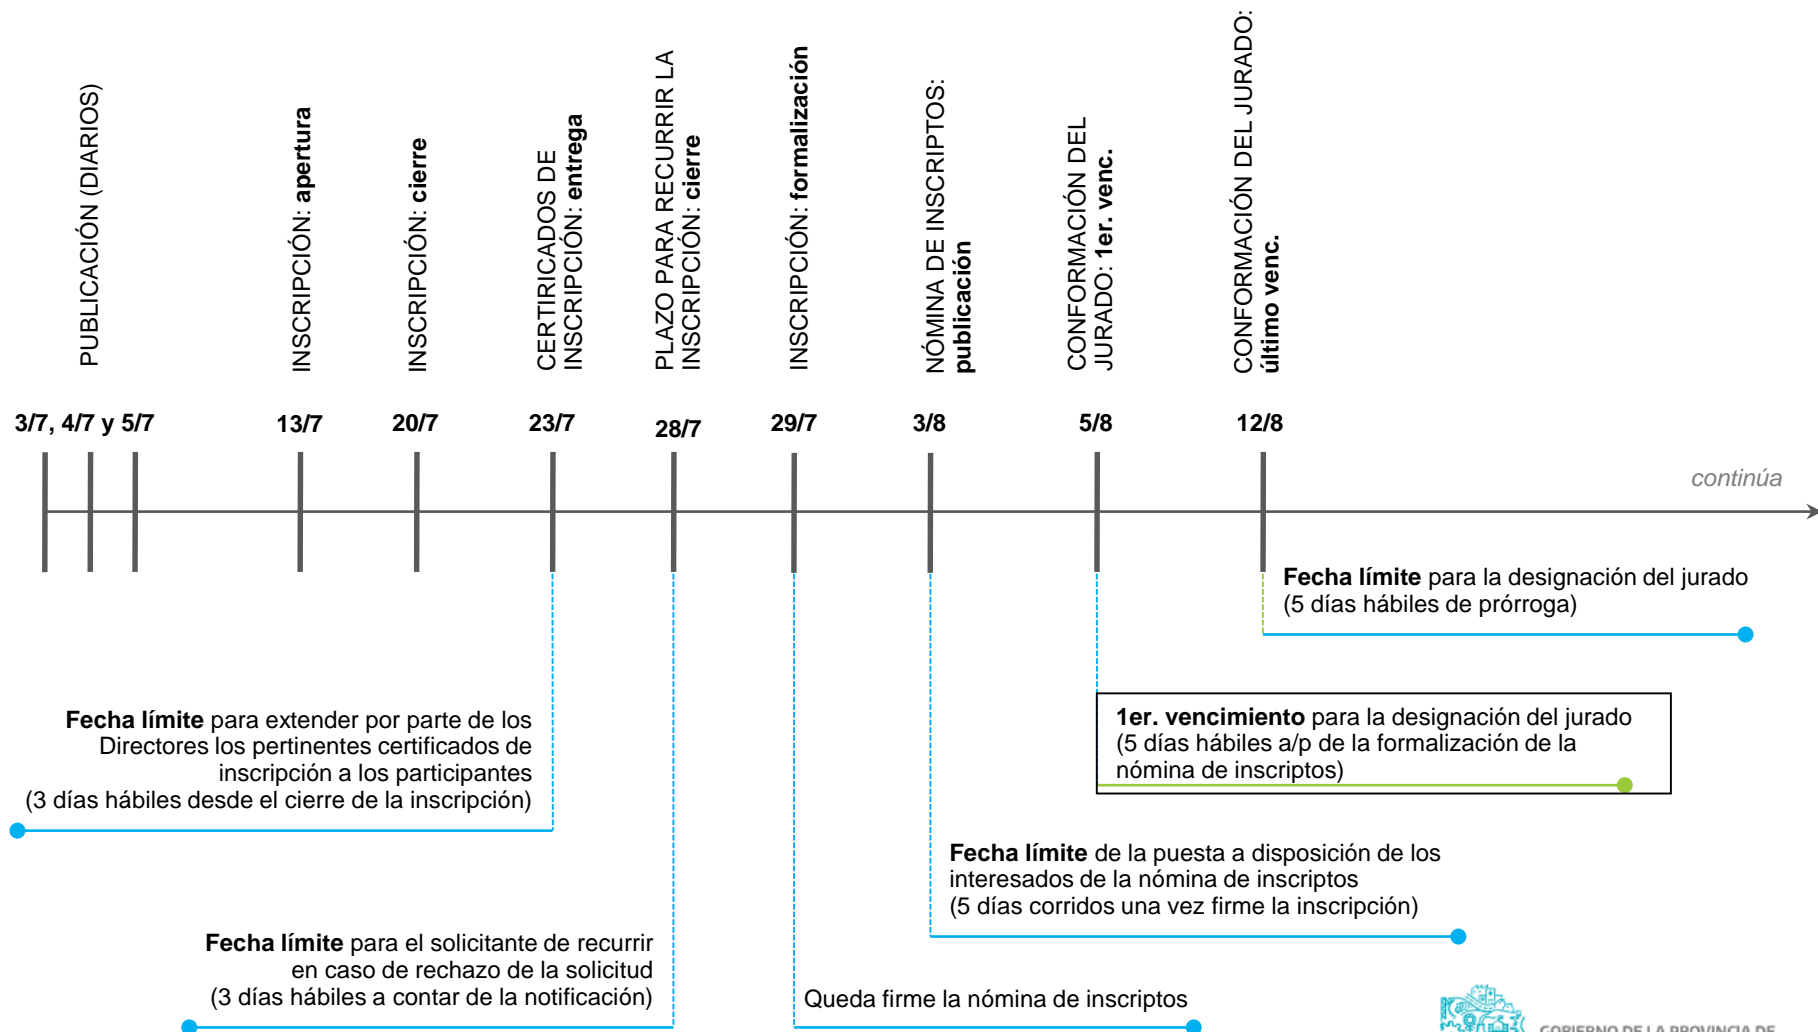 PUBLICACIÓN (DIARIOS)
INSCRIPCIÓN: apertura
INSCRIPCIÓN: cierre
CERTIRICADOS DE
INSCRIPCIÓN: entrega
PLAZO PARA RECURRIR LA
INSCRIPCIÓN: cierre
INSCRIPCIÓN: formalización
NÓMINA DE INSCRIPTOS:
publicación
CONFORMACIÓN DEL
JURADO: 1er. venc.
CONFORMACIÓN DEL JURADO:
último venc.
3/7, 4/7 y 5/7
13/7
20/7
23/7
28/7
29/7
3/8
5/8
12/8
continúa
Fecha límite para la designación del jurado
(5 días hábiles de prórroga)
1er. vencimiento para la designación del jurado
(5 días hábiles a/p de la formalización de la
nómina de inscriptos)
Fecha límite para extender por parte de los
Directores los pertinentes certificados de
inscripción a los participantes
(3 días hábiles desde el cierre de la inscripción)
Fecha límite de la puesta a disposición de los
interesados de la nómina de inscriptos
(5 días corridos una vez firme la inscripción)
Fecha límite para el solicitante de recurrir
en caso de rechazo de la solicitud
(3 días hábiles a contar de la notificación)
Queda firme la nómina de inscriptos
GOBIERNO DE LA PROVINCIA DE